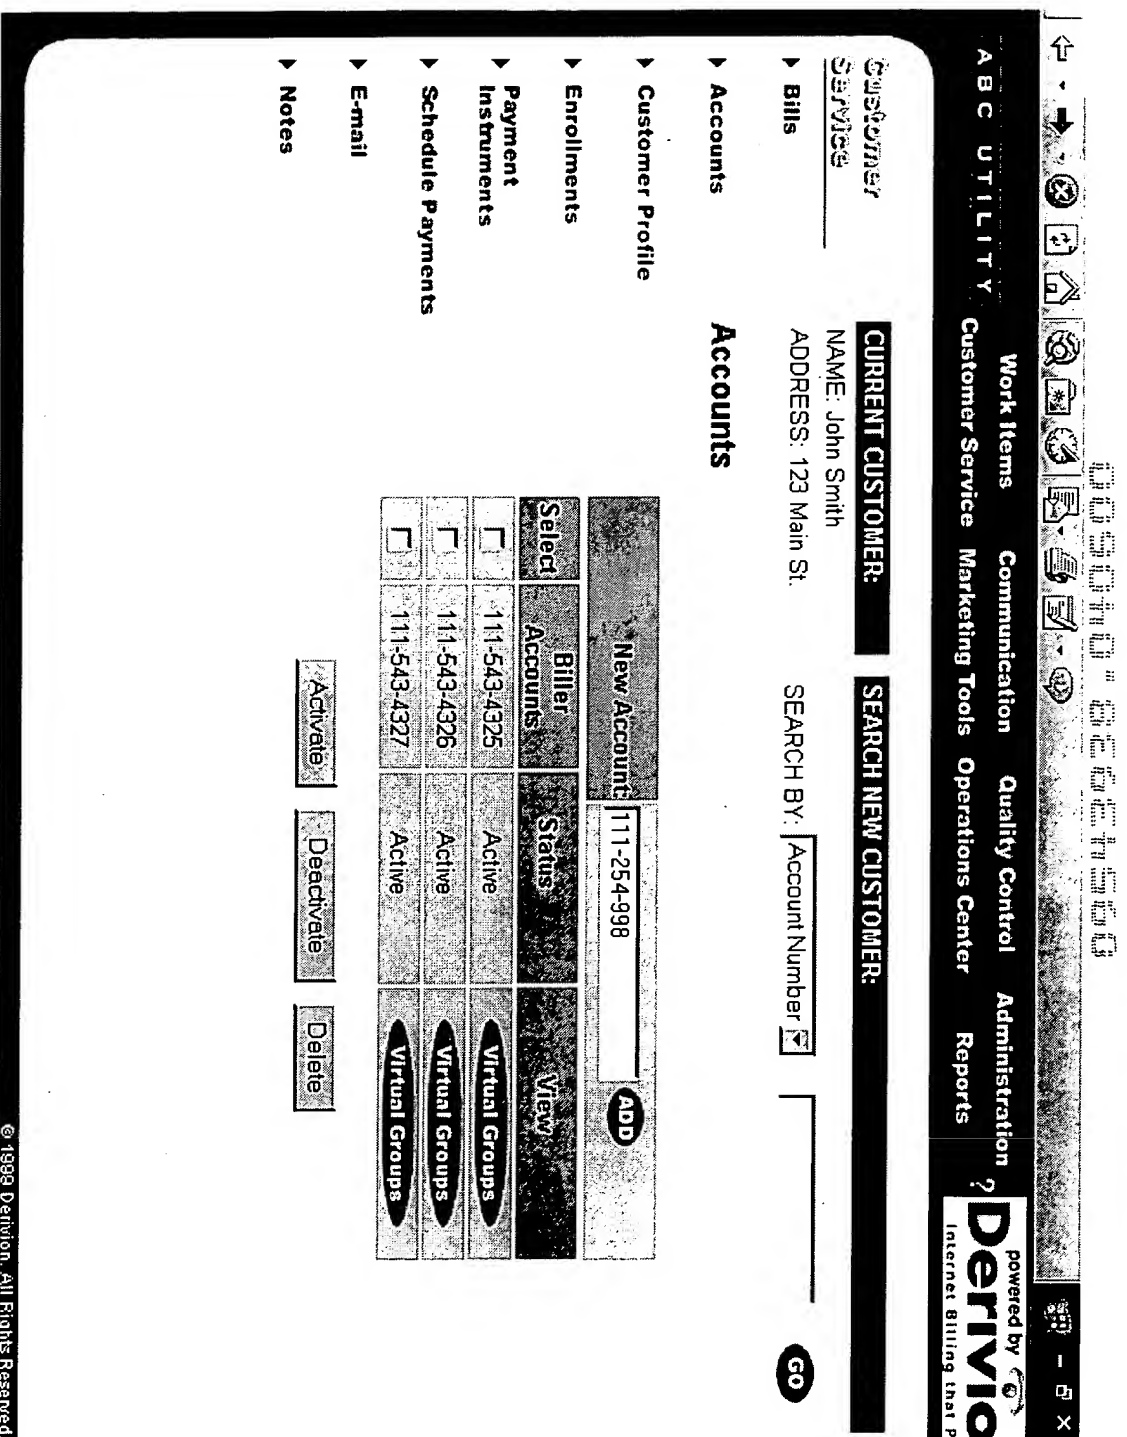 ABC UTILITY
Work Items Communication Quality Control Administration ?
Customer Service Marketing Tools Operations Center Reports
powered by
Derivio
Internet Billing that P
Customer
Service
Bills
Accounts
Customer Profile
Enrollments
Payment
Instruments
Schedule Payments
E-mail
Notes
CURRENT CUSTOMER: SEARCH NEW CUSTOMER:
NAME: John Smith
ADDRESS: 123 Main St. SEARCH BY: Account Number GO
Accounts
New Account: 111-254-998 ADD
Select Biller Accounts Status View
111-543-4325 Active Virtual Groups
111-543-4326 Active Virtual Groups
111-543-4327 Active Virtual Groups
Activate Deactivate Delete
© 1999 Derivion. All Rights Reserved